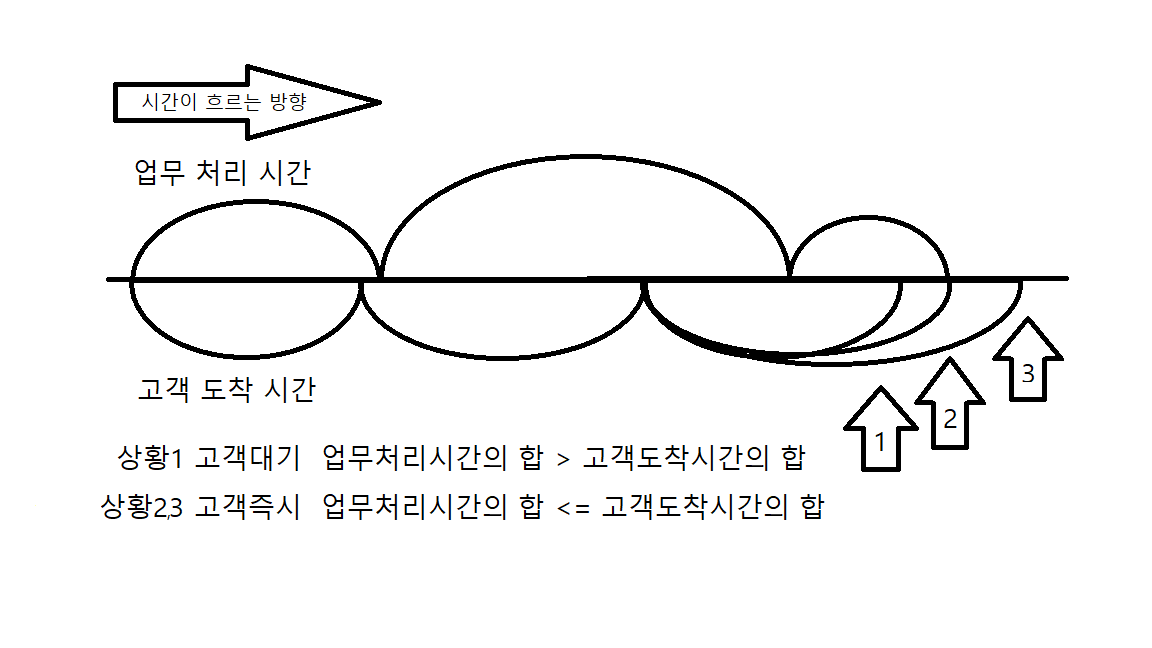 시간이 흐르는 방향
업무 처리 시간
고객 도착 시간
1
2
3
상황1 고객대기 업무처리시간의 합 > 고객도착시간의 합
상황2,3 고객즉시 업무처리시간의 합 <= 고객도착시간의 합